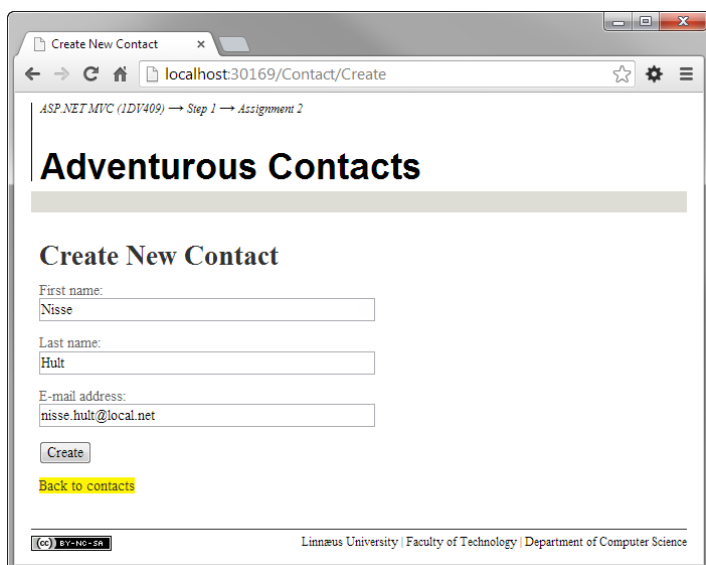 Create New Contact
localhost:30169/Contact/Create
ASP.NET MVC (1DV409) → Step 1 → Assignment 2
Adventurous Contacts
Create New Contact
First name:
Nisse
Last name:
Hult
E-mail address:
nisse.hult@local.net
Create
Back to contacts
(cc) BY-NC-SA
Linnæus University | Faculty of Technology | Department of Computer Science